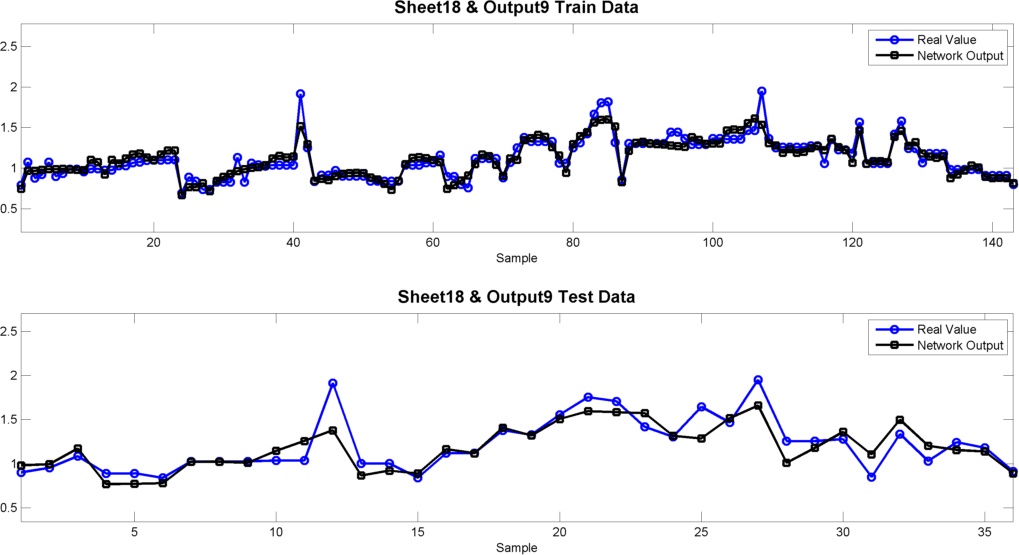 Sheet18 & Output9 Train Data
2.5
2
1.5
1
0.5
Real Value
Network Output
20 40 60 80 100 120 140
Sample
Sheet18 & Output9 Test Data
2.5
2
1.5
1
0.5
Real Value
Network Output
5 10 15 20 25 30 35
Sample